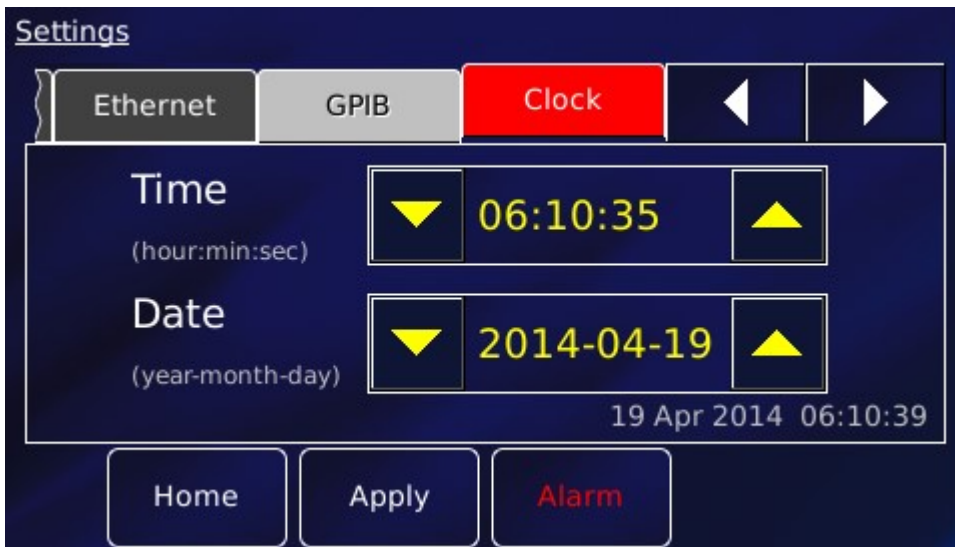 Settings
Ethernet GPIB Clock
Time
06:10:35
(hour:min:sec)
Date
2014-04-19
(year-month-day)
19 Apr 2014 06:10:39
Home Apply Alarm